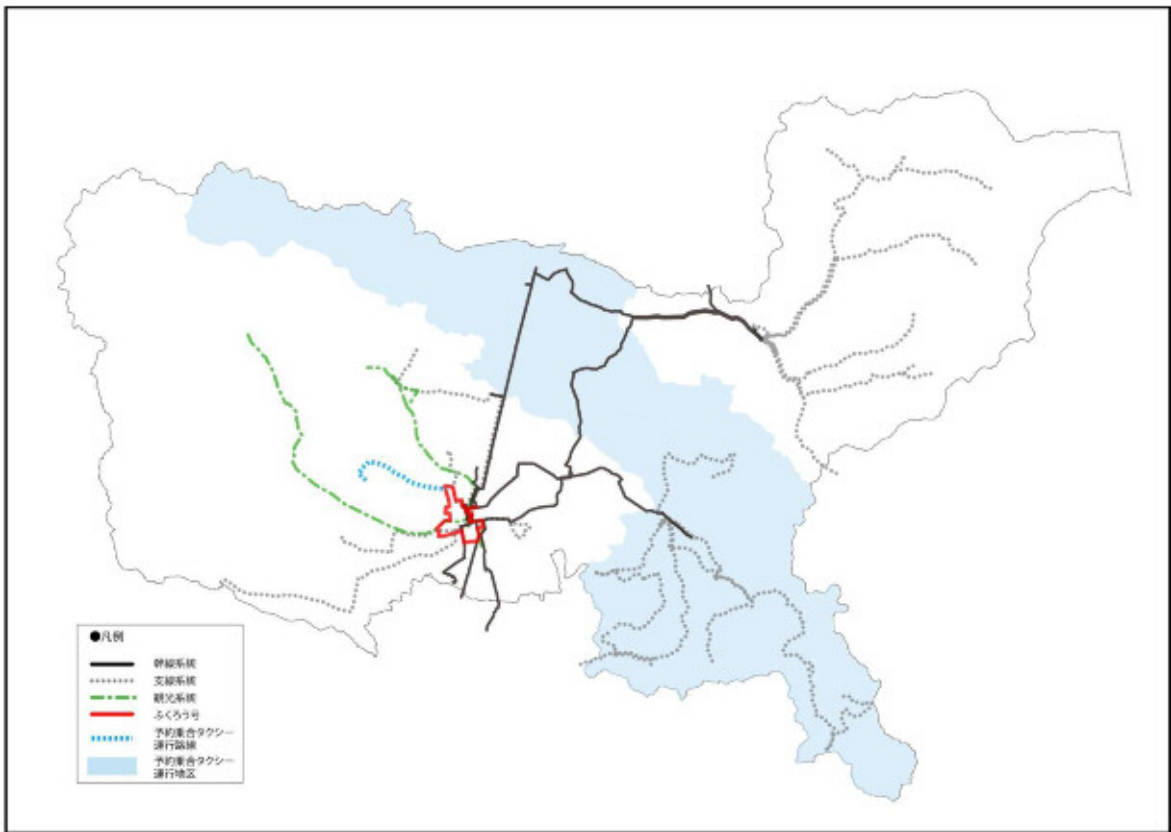 ●凡例
幹線系統
支線系統
観光系統
ふくろう号
予約乗合タクシー
運行路線
予約乗合タクシー
運行地区